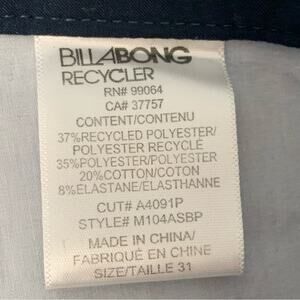 BILLABONG
RECYCLER
RN# 99064
CA# 37757
CONTENT/CONTENU
37%RECYCLED POLYESTER/
POLYESTER RECYCLÉ
35%POLYESTER/POLYESTER
20%COTTON/COTON
8%ELASTANE/ELASTHANNE
CUT# A4091P
STYLE# M104ASBP
MADE IN CHINA/
FABRIQUÉ EN CHINE
SIZE/TAILLE 31